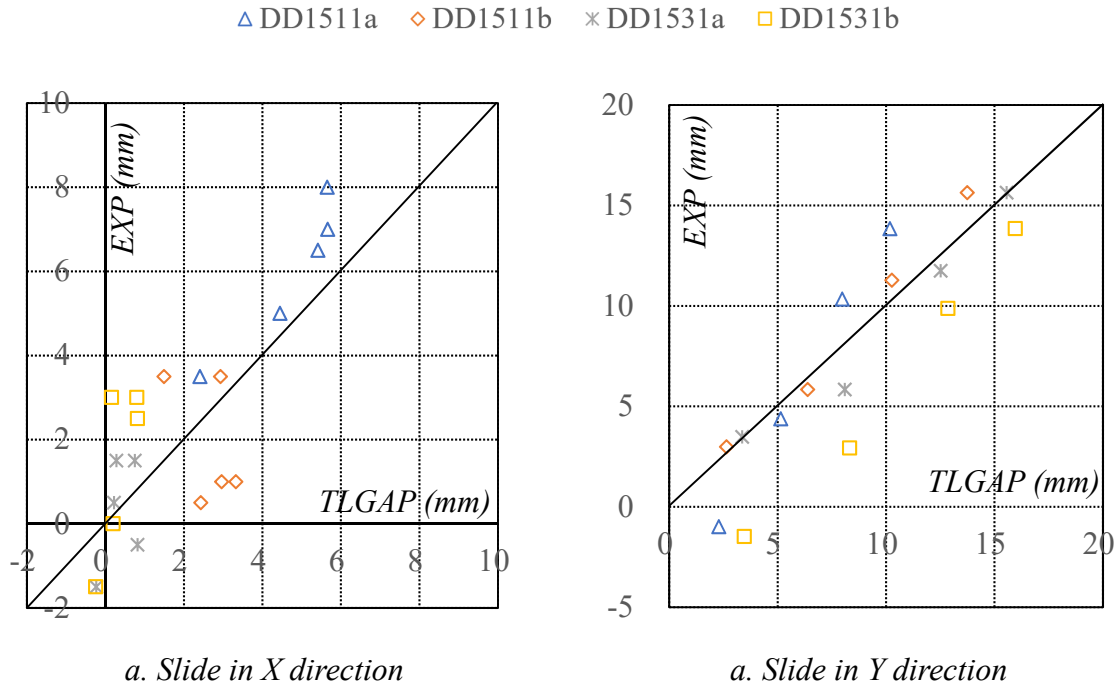 DD1511a DD1511b DD1531a DD1531b
10
8
6
4
2
0
-2
-2 0 2 4 6 8 10
EXP (mm)
TLGAP (mm)
a. Slide in X direction
20
15
10
5
0
-5
0 5 10 15 20
EXP (mm)
TLGAP (mm)
a. Slide in Y direction